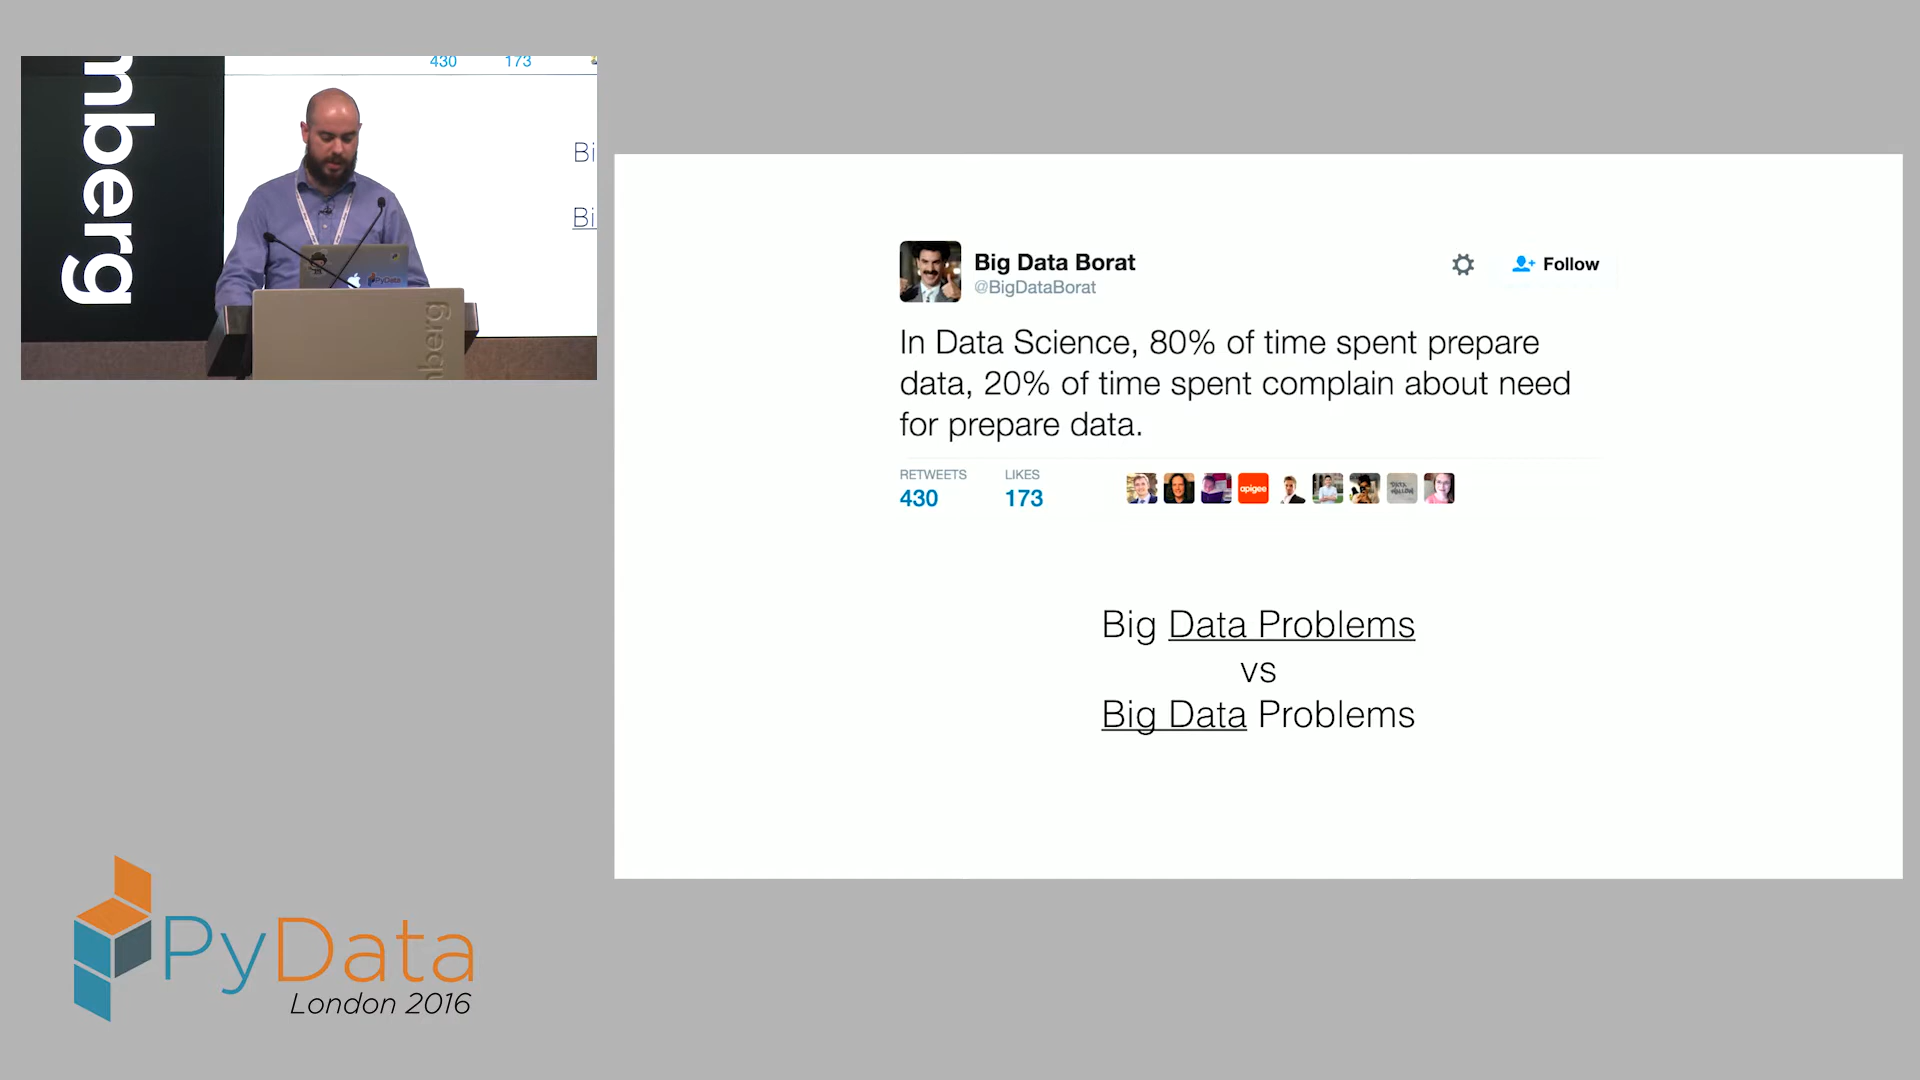 430 173
Bi
Bi
mberg
PyData
nberg
Big Data Borat
@BigDataBorat
Follow
In Data Science, 80% of time spent prepare
data, 20% of time spent complain about need
for prepare data.
RETWEETS LIKES
430 173
apigee
Big Data Problems
vs
Big Data Problems
PyData
London 2016